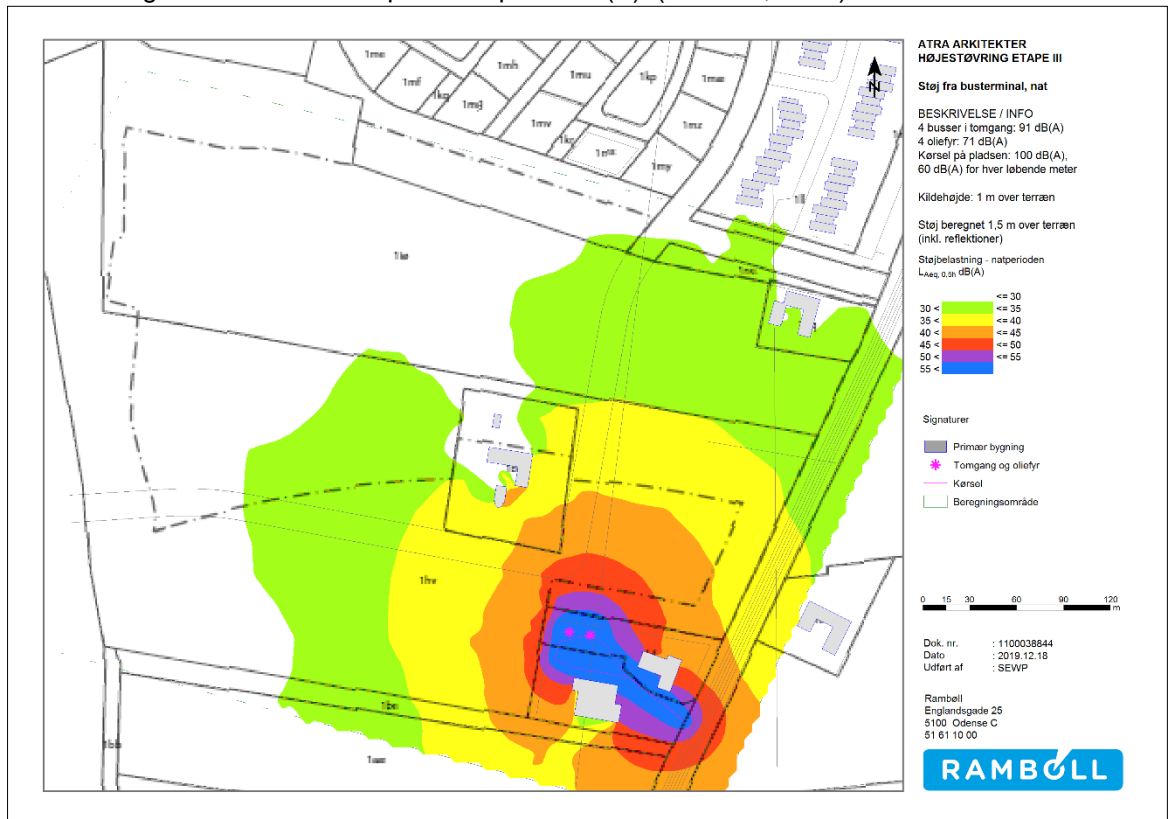 ATRA ARKITEKTER
HØJESTØVRING ETAPE III
Støj fra busterminal, nat
BESKRIVELSE / INFO
4 busser i tomgang: 91 dB(A)
4 oliefyr: 71 dB(A)
Kørsel på pladsen: 100 dB(A),
60 dB(A) for hver løbende meter
Kildehøjde: 1 m over terræn
Støj beregnet 1,5 m over terræn
(inkl. reflektioner)
Støjbelastning - natperioden
LAeq, 0,5h dB(A)
<= 30
30 < <= 35
35 < <= 40
40 < <= 45
45 < <= 50
50 < <= 55
55 <
Signaturer
Primær bygning
Tomgang og oliefyr
Kørsel
Beregningsområde
0 15 30 60 90 120
m
Dok. nr. : 1100038844
Dato : 2019.12.18
Udført af : SEWP
Rambøll
Englandsgade 25
5100 Odense C
51 61 10 00
RAMBOLL
N
1me
1mf
1mg
1mh
1mu
1kp
1mv
1mz
1my
1hv